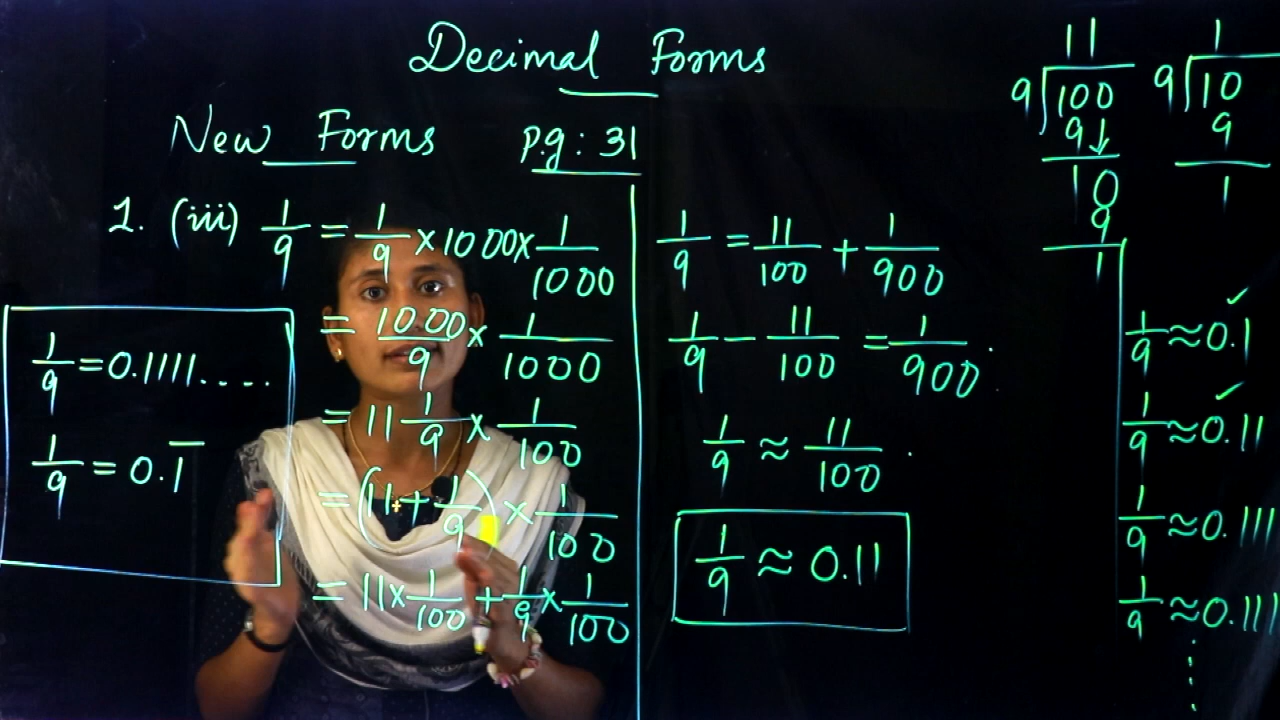 Decimal Forms
New Forms p.g : 31
1. (iii) 1/9 = 1/9 × 1000 × 1/1000
= 1000/9 × 1/1000
= 11 1/9 × 1/100
= (11 + 1/9) × 1/100
= 11 × 1/100 + 1/9 × 1/100
1/9 = 0.1111....
1/9 = 0.1̅
1/9 = 11/100 + 1/900
1/9 − 11/100 = 1/900 .
1/9 ≈ 11/100 .
1/9 ≈ 0.11
11
9)100
9↓
10
9
1
1
9)10
9
1
1/9 ≈ 0.1 ✓
1/9 ≈ 0.11 ✓
1/9 ≈ 0.111
1/9 ≈ 0.111
⋮